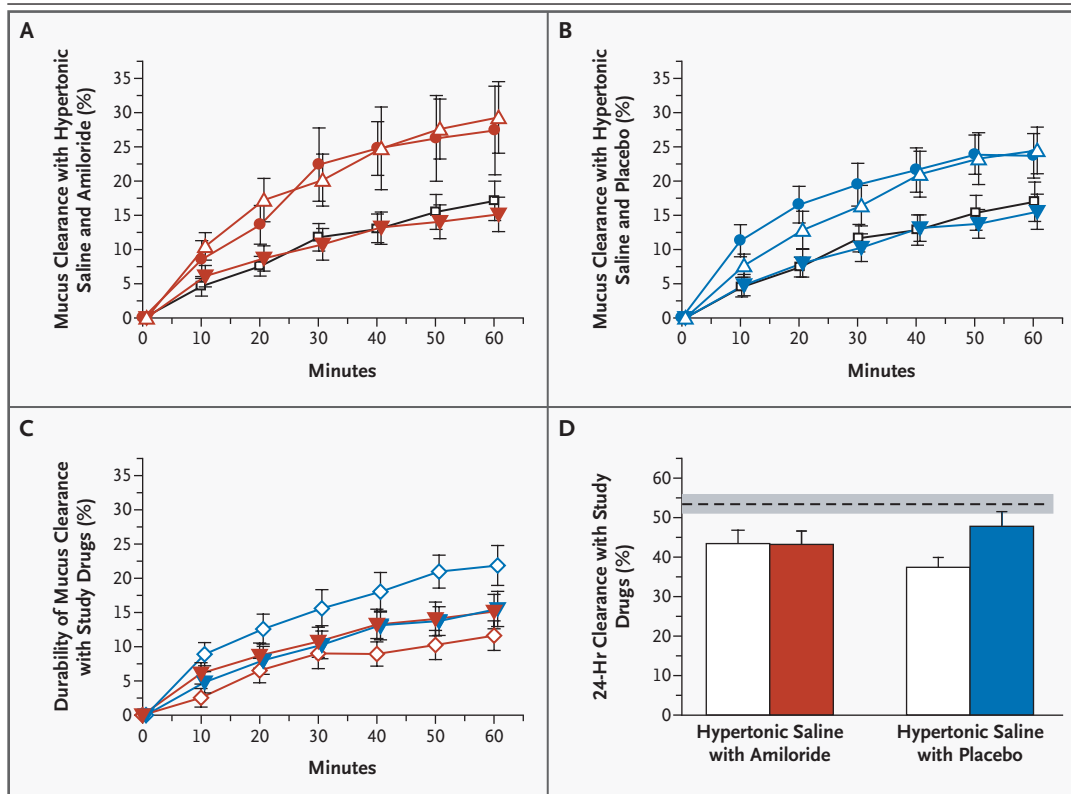 A
Mucus Clearance with Hypertonic
Saline and Amiloride (%)
35
30
25
20
15
10
5
0
0 10 20 30 40 50 60
Minutes
B
Mucus Clearance with Hypertonic
Saline and Placebo (%)
35
30
25
20
15
10
5
0
0 10 20 30 40 50 60
Minutes
C
Durability of Mucus Clearance
with Study Drugs (%)
35
30
25
20
15
10
5
0
0 10 20 30 40 50 60
Minutes
D
24-Hr Clearance with Study
Drugs (%)
60
50
40
30
20
10
0
Hypertonic Saline
with Amiloride
Hypertonic Saline
with Placebo